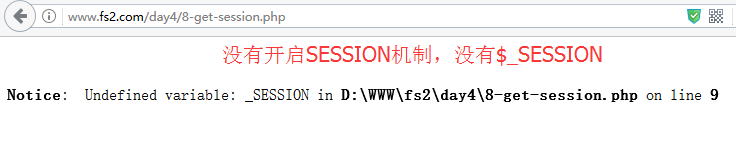 www.fs2.com/day4/8-get-session.php
没有开启SESSION机制，没有$_SESSION
Notice: Undefined variable: _SESSION in D:\WWW\fs2\day4\8-get-session.php on line 9